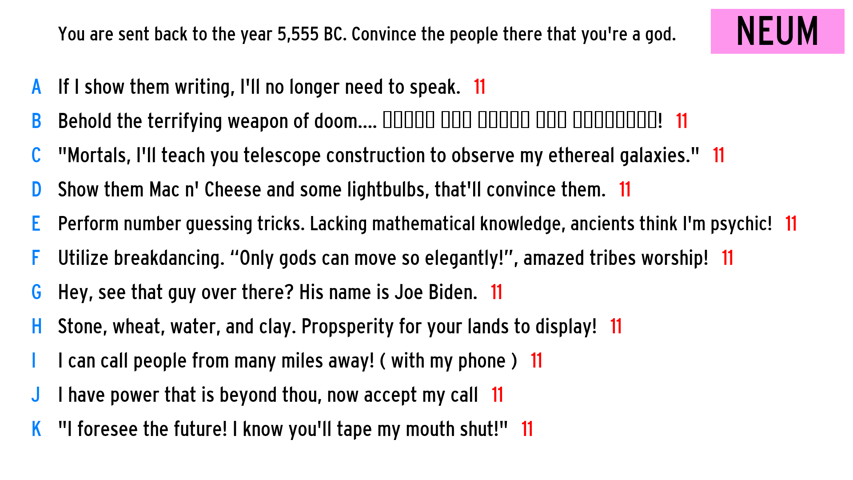 You are sent back to the year 5,555 BC. Convince the people there that you're a god.
NEUM
A If I show them writing, I'll no longer need to speak. 11
B Behold the terrifying weapon of doom.... ▯▯▯▯▯ ▯▯▯ ▯▯▯▯▯ ▯▯▯ ▯▯▯▯▯▯▯▯! 11
C "Mortals, I'll teach you telescope construction to observe my ethereal galaxies." 11
D Show them Mac n' Cheese and some lightbulbs, that'll convince them. 11
E Perform number guessing tricks. Lacking mathematical knowledge, ancients think I'm psychic! 11
F Utilize breakdancing. “Only gods can move so elegantly!”, amazed tribes worship! 11
G Hey, see that guy over there? His name is Joe Biden. 11
H Stone, wheat, water, and clay. Propsperity for your lands to display! 11
I I can call people from many miles away! ( with my phone ) 11
J I have power that is beyond thou, now accept my call 11
K "I foresee the future! I know you'll tape my mouth shut!" 11